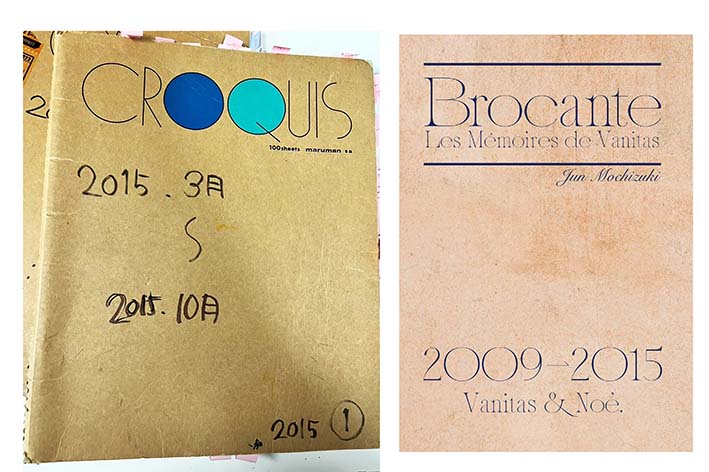 CROQUIS
100sheets maruman s2
2015.3月
〜
2015.10月
2015 ①
Brocante
Les Mémoires de Vanitas
Jun Mochizuki
2009-2015
Vanitas & Noé.